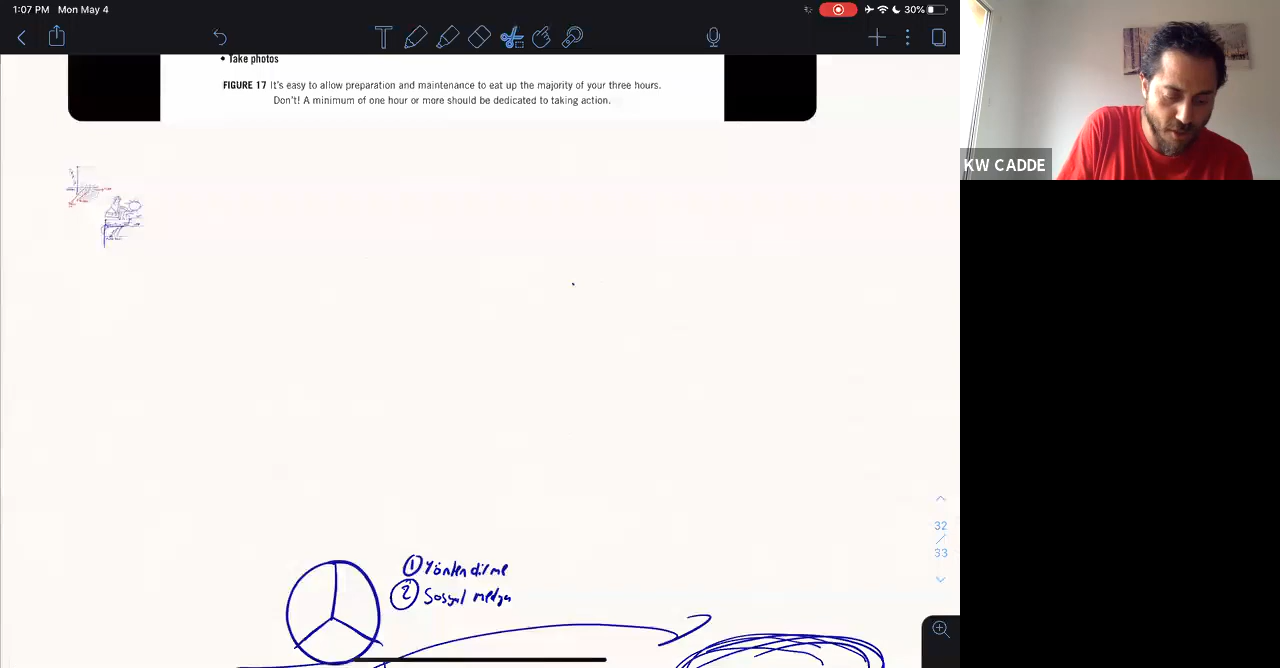 1:07 PM Mon May 4
30%
• Take photos
FIGURE 17 It's easy to allow preparation and maintenance to eat up the majority of your three hours.
Don't! A minimum of one hour or more should be dedicated to taking action.
KW CADDE
32
33
① Yönlendirme
② Sosyal medya